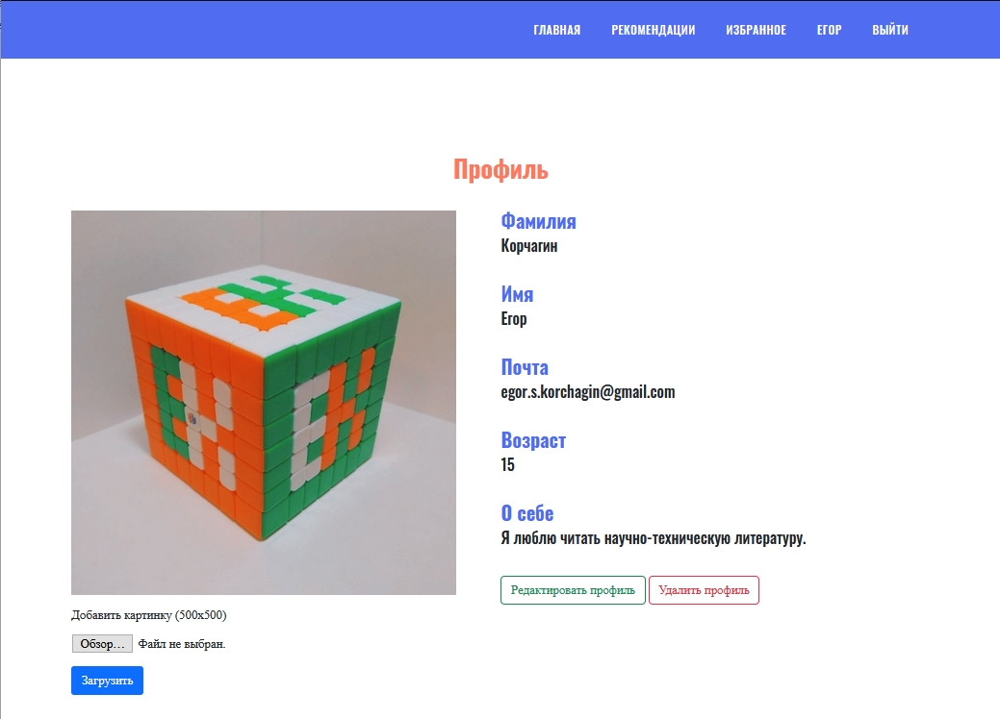 ГЛАВНАЯ РЕКОМЕНДАЦИИ ИЗБРАННОЕ ЕГОР ВЫЙТИ
Профиль
Фамилия
Корчагин
Имя
Егор
Почта
egor.s.korchagin@gmail.com
Возраст
15
О себе
Я люблю читать научно-техническую литературу.
Редактировать профиль Удалить профиль
Добавить картинку (500x500)
Обзор... Файл не выбран.
Загрузить